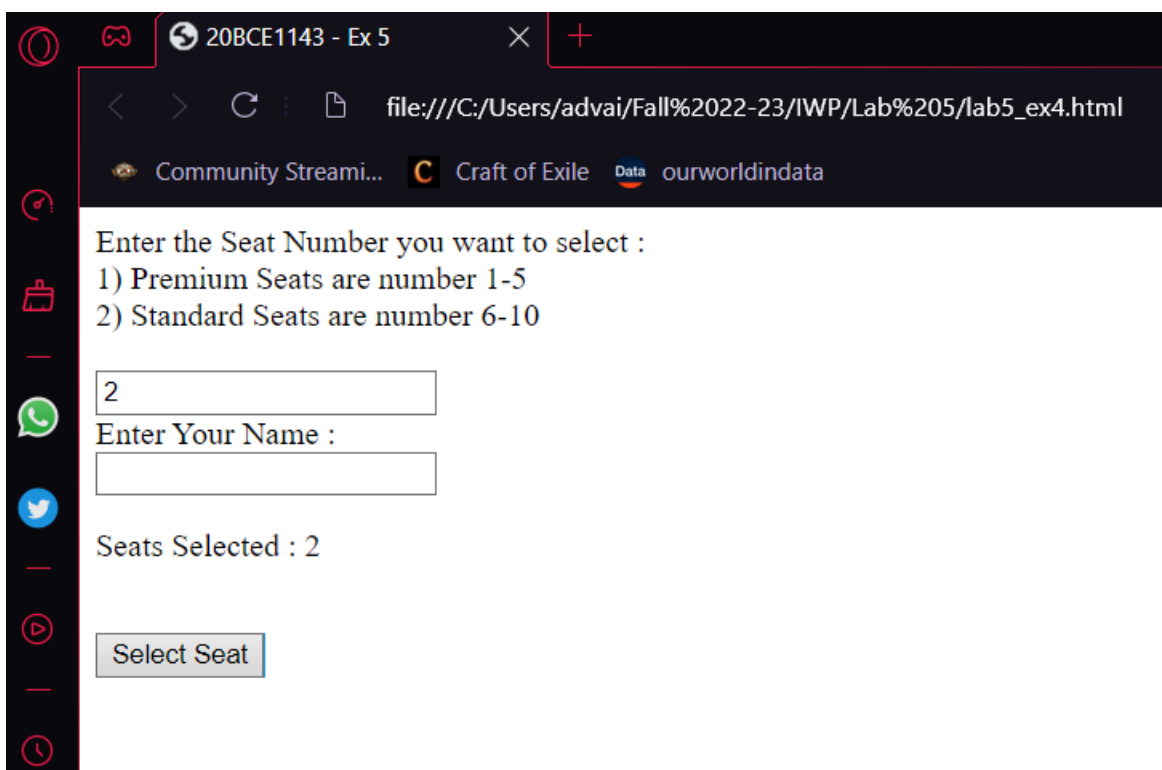 20BCE1143 - Ex 5
file:///C:/Users/advai/Fall%2022-23/IWP/Lab%205/lab5_ex4.html
Community Streami... C Craft of Exile Data ourworldindata
Enter the Seat Number you want to select :
1) Premium Seats are number 1-5
2) Standard Seats are number 6-10
2
Enter Your Name :
Seats Selected : 2
Select Seat